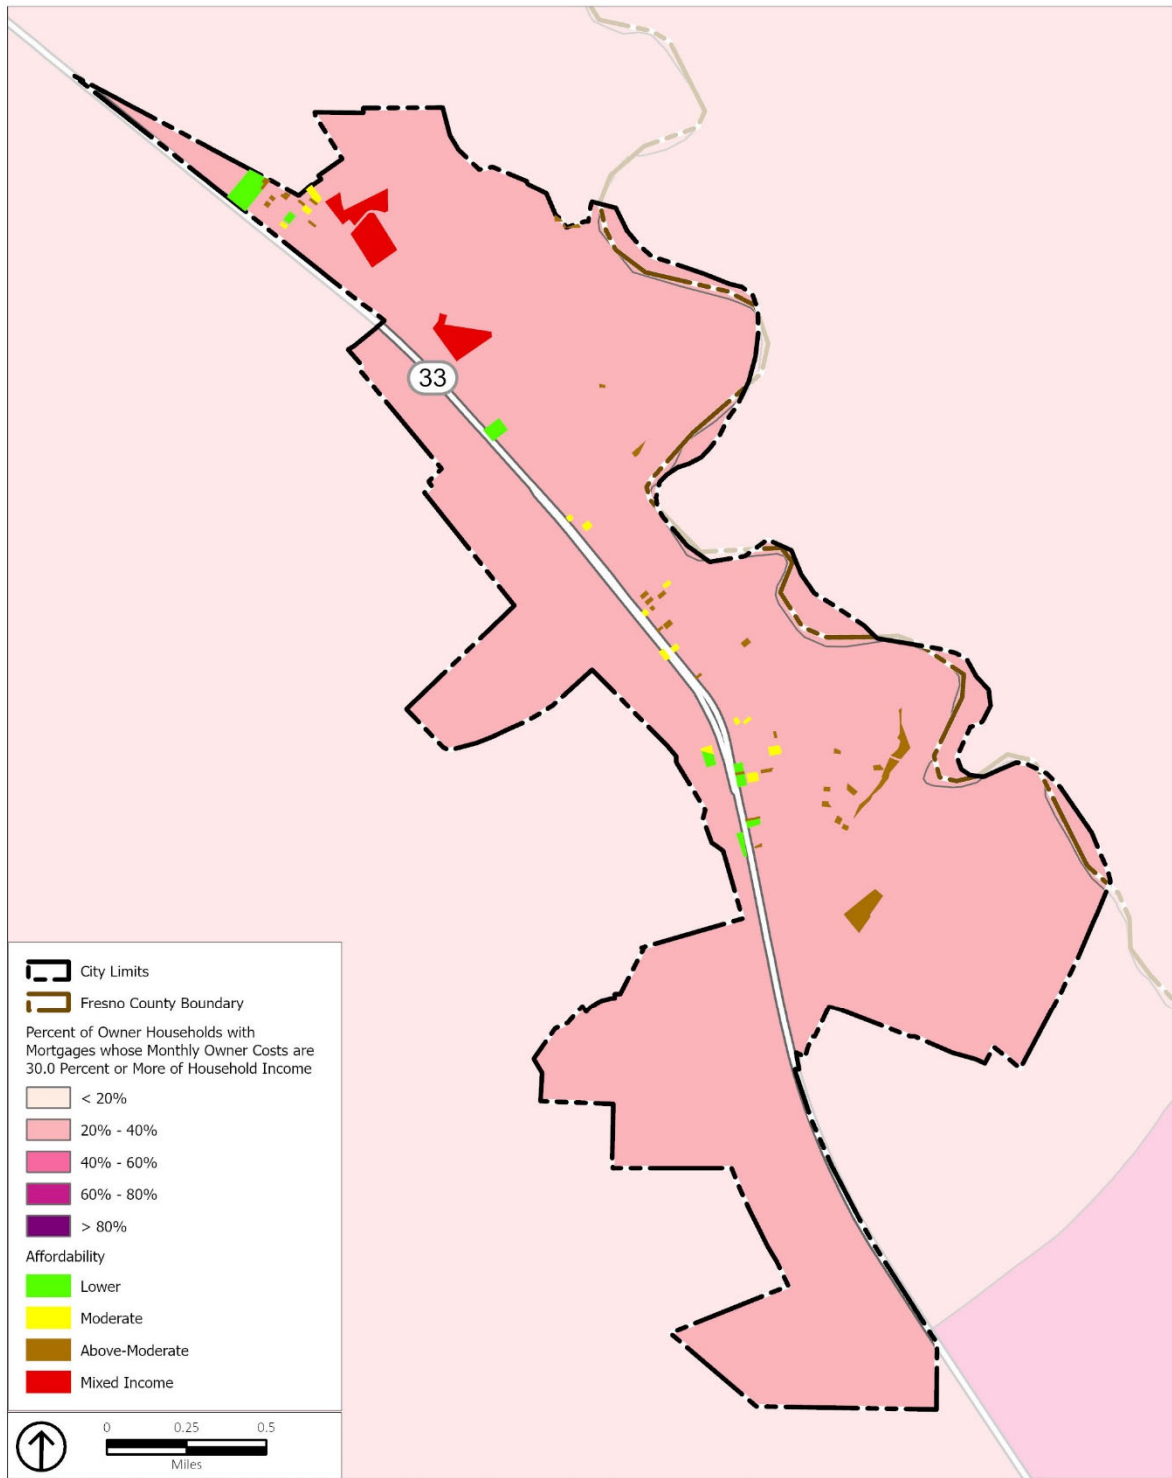 33
City Limits
Fresno County Boundary
Percent of Owner Households with
Mortgages whose Monthly Owner Costs are
30.0 Percent or More of Household Income
< 20%
20% - 40%
40% - 60%
60% - 80%
> 80%
Affordability
Lower
Moderate
Above-Moderate
Mixed Income
0 0.25 0.5
Miles